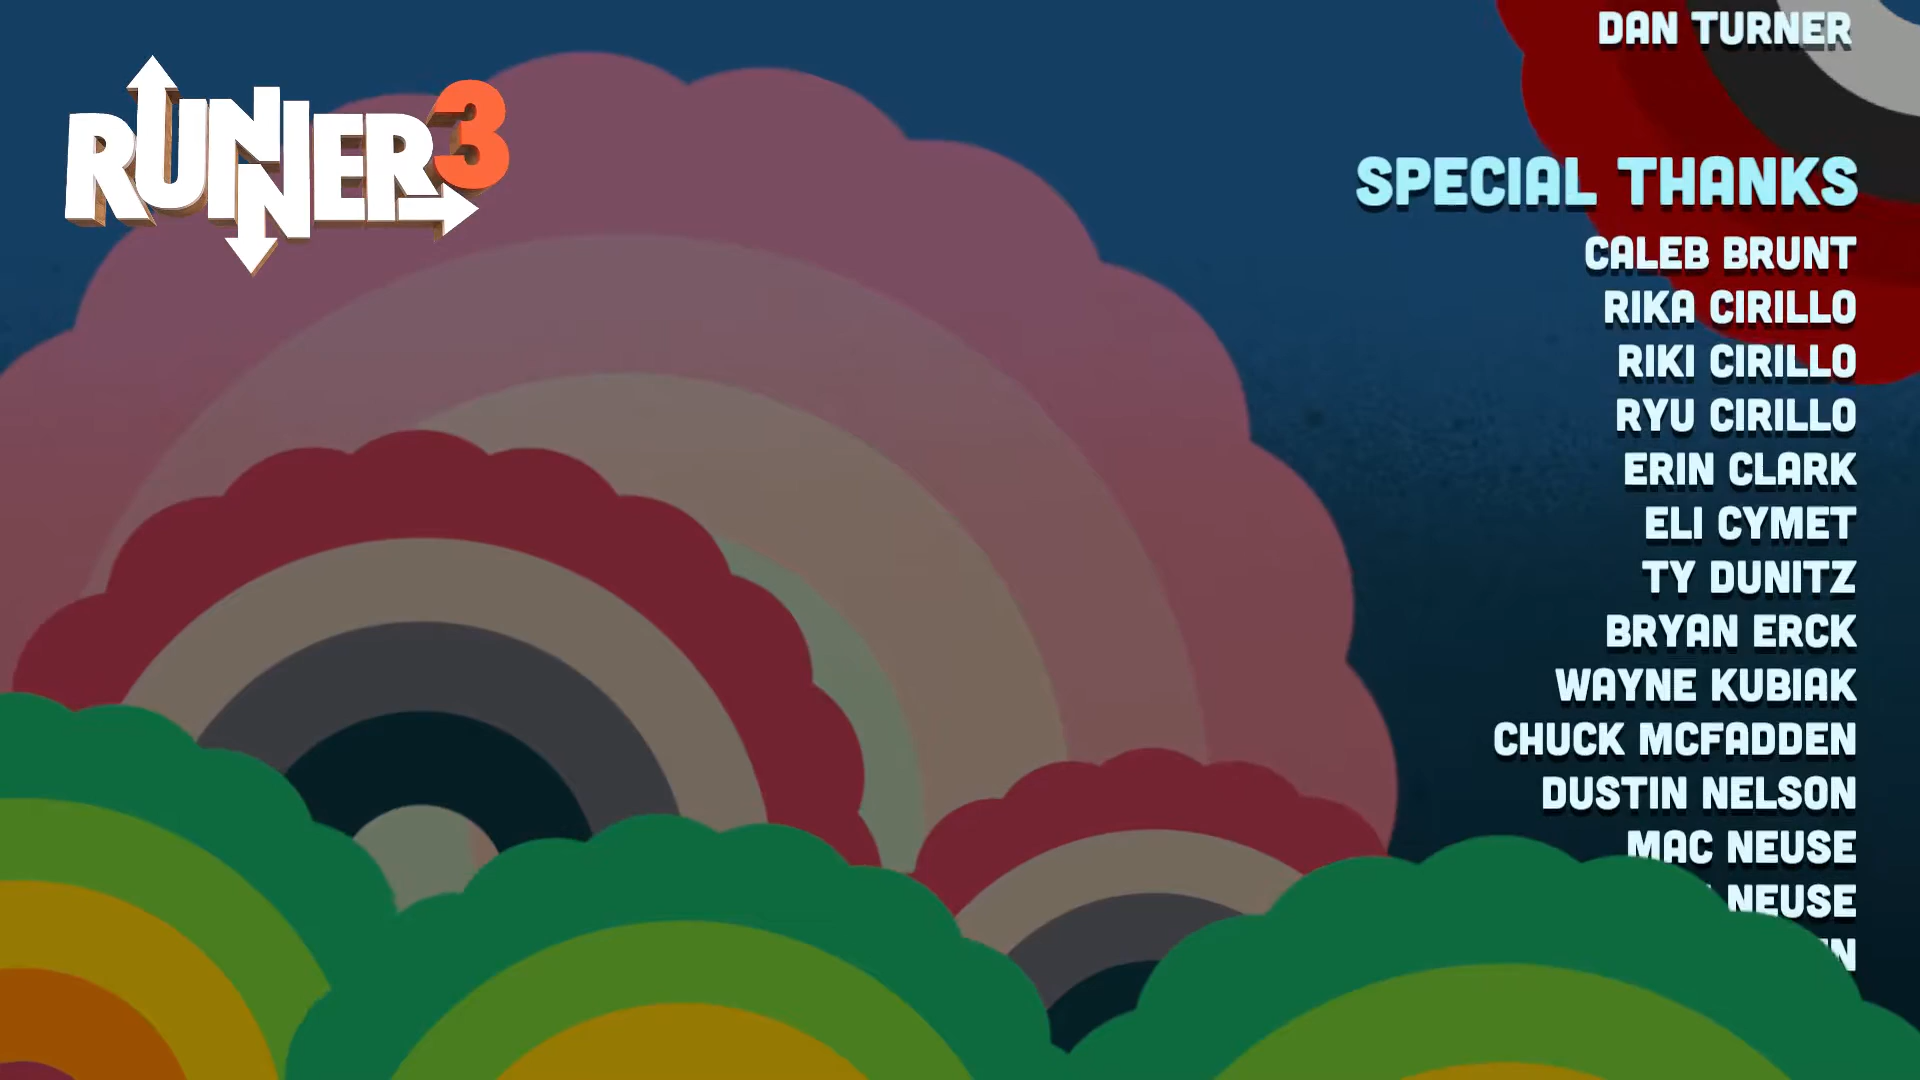 RUNNER3
DAN TURNER
SPECIAL THANKS
CALEB BRUNT
RIKA CIRILLO
RIKI CIRILLO
RYU CIRILLO
ERIN CLARK
ELI CYMET
TY DUNITZ
BRYAN ERCK
WAYNE KUBIAK
CHUCK MCFADDEN
DUSTIN NELSON
MAC NEUSE
NEUSE